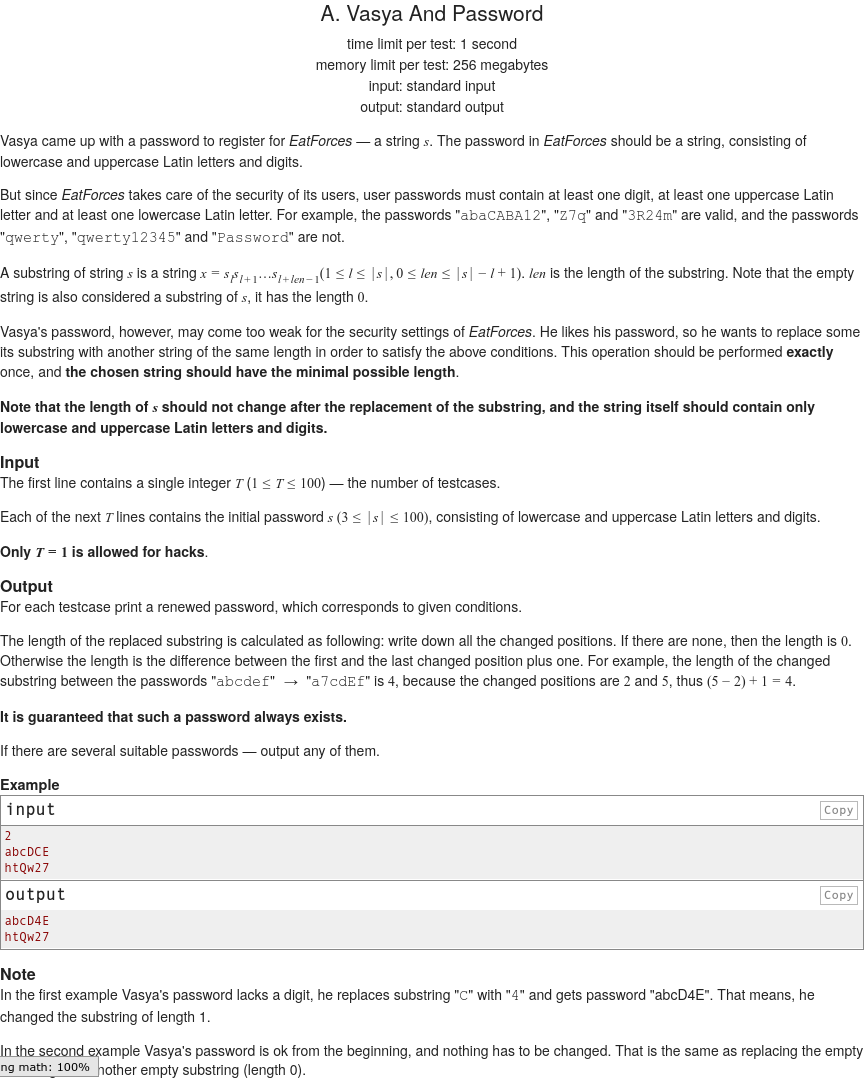 A. Vasya And Password
time limit per test: 1 second
memory limit per test: 256 megabytes
input: standard input
output: standard output
Vasya came up with a password to register for EatForces — a string s. The password in EatForces should be a string, consisting of
lowercase and uppercase Latin letters and digits.
But since EatForces takes care of the security of its users, user passwords must contain at least one digit, at least one uppercase Latin
letter and at least one lowercase Latin letter. For example, the passwords "abaCABA12", "Z7q" and "3R24m" are valid, and the passwords
"qwerty", "qwerty12345" and "Password" are not.
A substring of string s is a string x = s_l s_{l+1} … s_{l+len−1}(1 ≤ l ≤ |s|, 0 ≤ len ≤ |s| − l + 1). len is the length of the substring. Note that the empty
string is also considered a substring of s, it has the length 0.
Vasya's password, however, may come too weak for the security settings of EatForces. He likes his password, so he wants to replace some
its substring with another string of the same length in order to satisfy the above conditions. This operation should be performed exactly
once, and the chosen string should have the minimal possible length.
Note that the length of s should not change after the replacement of the substring, and the string itself should contain only
lowercase and uppercase Latin letters and digits.
Input
The first line contains a single integer T (1 ≤ T ≤ 100) — the number of testcases.
Each of the next T lines contains the initial password s (3 ≤ |s| ≤ 100), consisting of lowercase and uppercase Latin letters and digits.
Only T = 1 is allowed for hacks.
Output
For each testcase print a renewed password, which corresponds to given conditions.
The length of the replaced substring is calculated as following: write down all the changed positions. If there are none, then the length is 0.
Otherwise the length is the difference between the first and the last changed position plus one. For example, the length of the changed
substring between the passwords "abcdef" → "a7cdEf" is 4, because the changed positions are 2 and 5, thus (5 − 2) + 1 = 4.
It is guaranteed that such a password always exists.
If there are several suitable passwords — output any of them.
Example
input Copy
2
abcDCE
htQw27
output Copy
abcD4E
htQw27
Note
In the first example Vasya's password lacks a digit, he replaces substring "C" with "4" and gets password "abcD4E". That means, he
changed the substring of length 1.
In the second example Vasya's password is ok from the beginning, and nothing has to be changed. That is the same as replacing the empty
ng math: 100% nother empty substring (length 0).